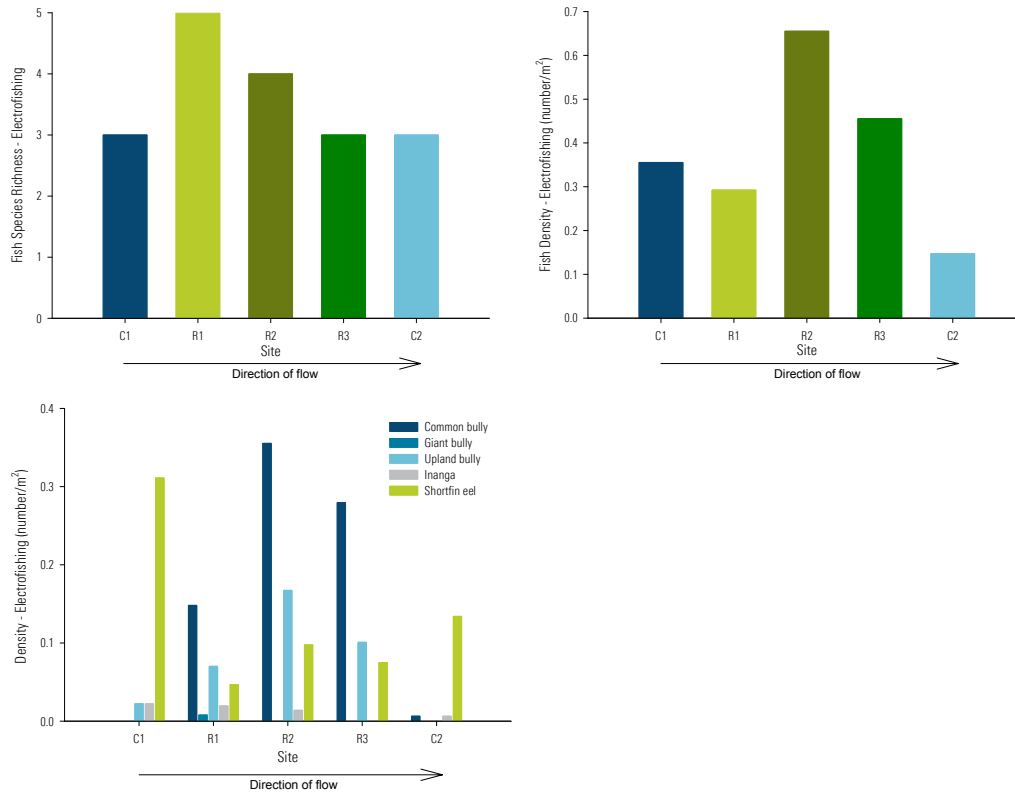 Fish Species Richness - Electrofishing
5
4
3
2
1
0
C1 R1 R2 R3 C2
Site
Direction of flow
Fish Density - Electrofishing (number/m²)
0.7
0.6
0.5
0.4
0.3
0.2
0.1
0.0
C1 R1 R2 R3 C2
Site
Direction of flow
Density - Electrofishing (number/m²)
0.4
0.3
0.2
0.1
0.0
Common bully
Giant bully
Upland bully
Inanga
Shortfin eel
C1 R1 R2 R3 C2
Site
Direction of flow